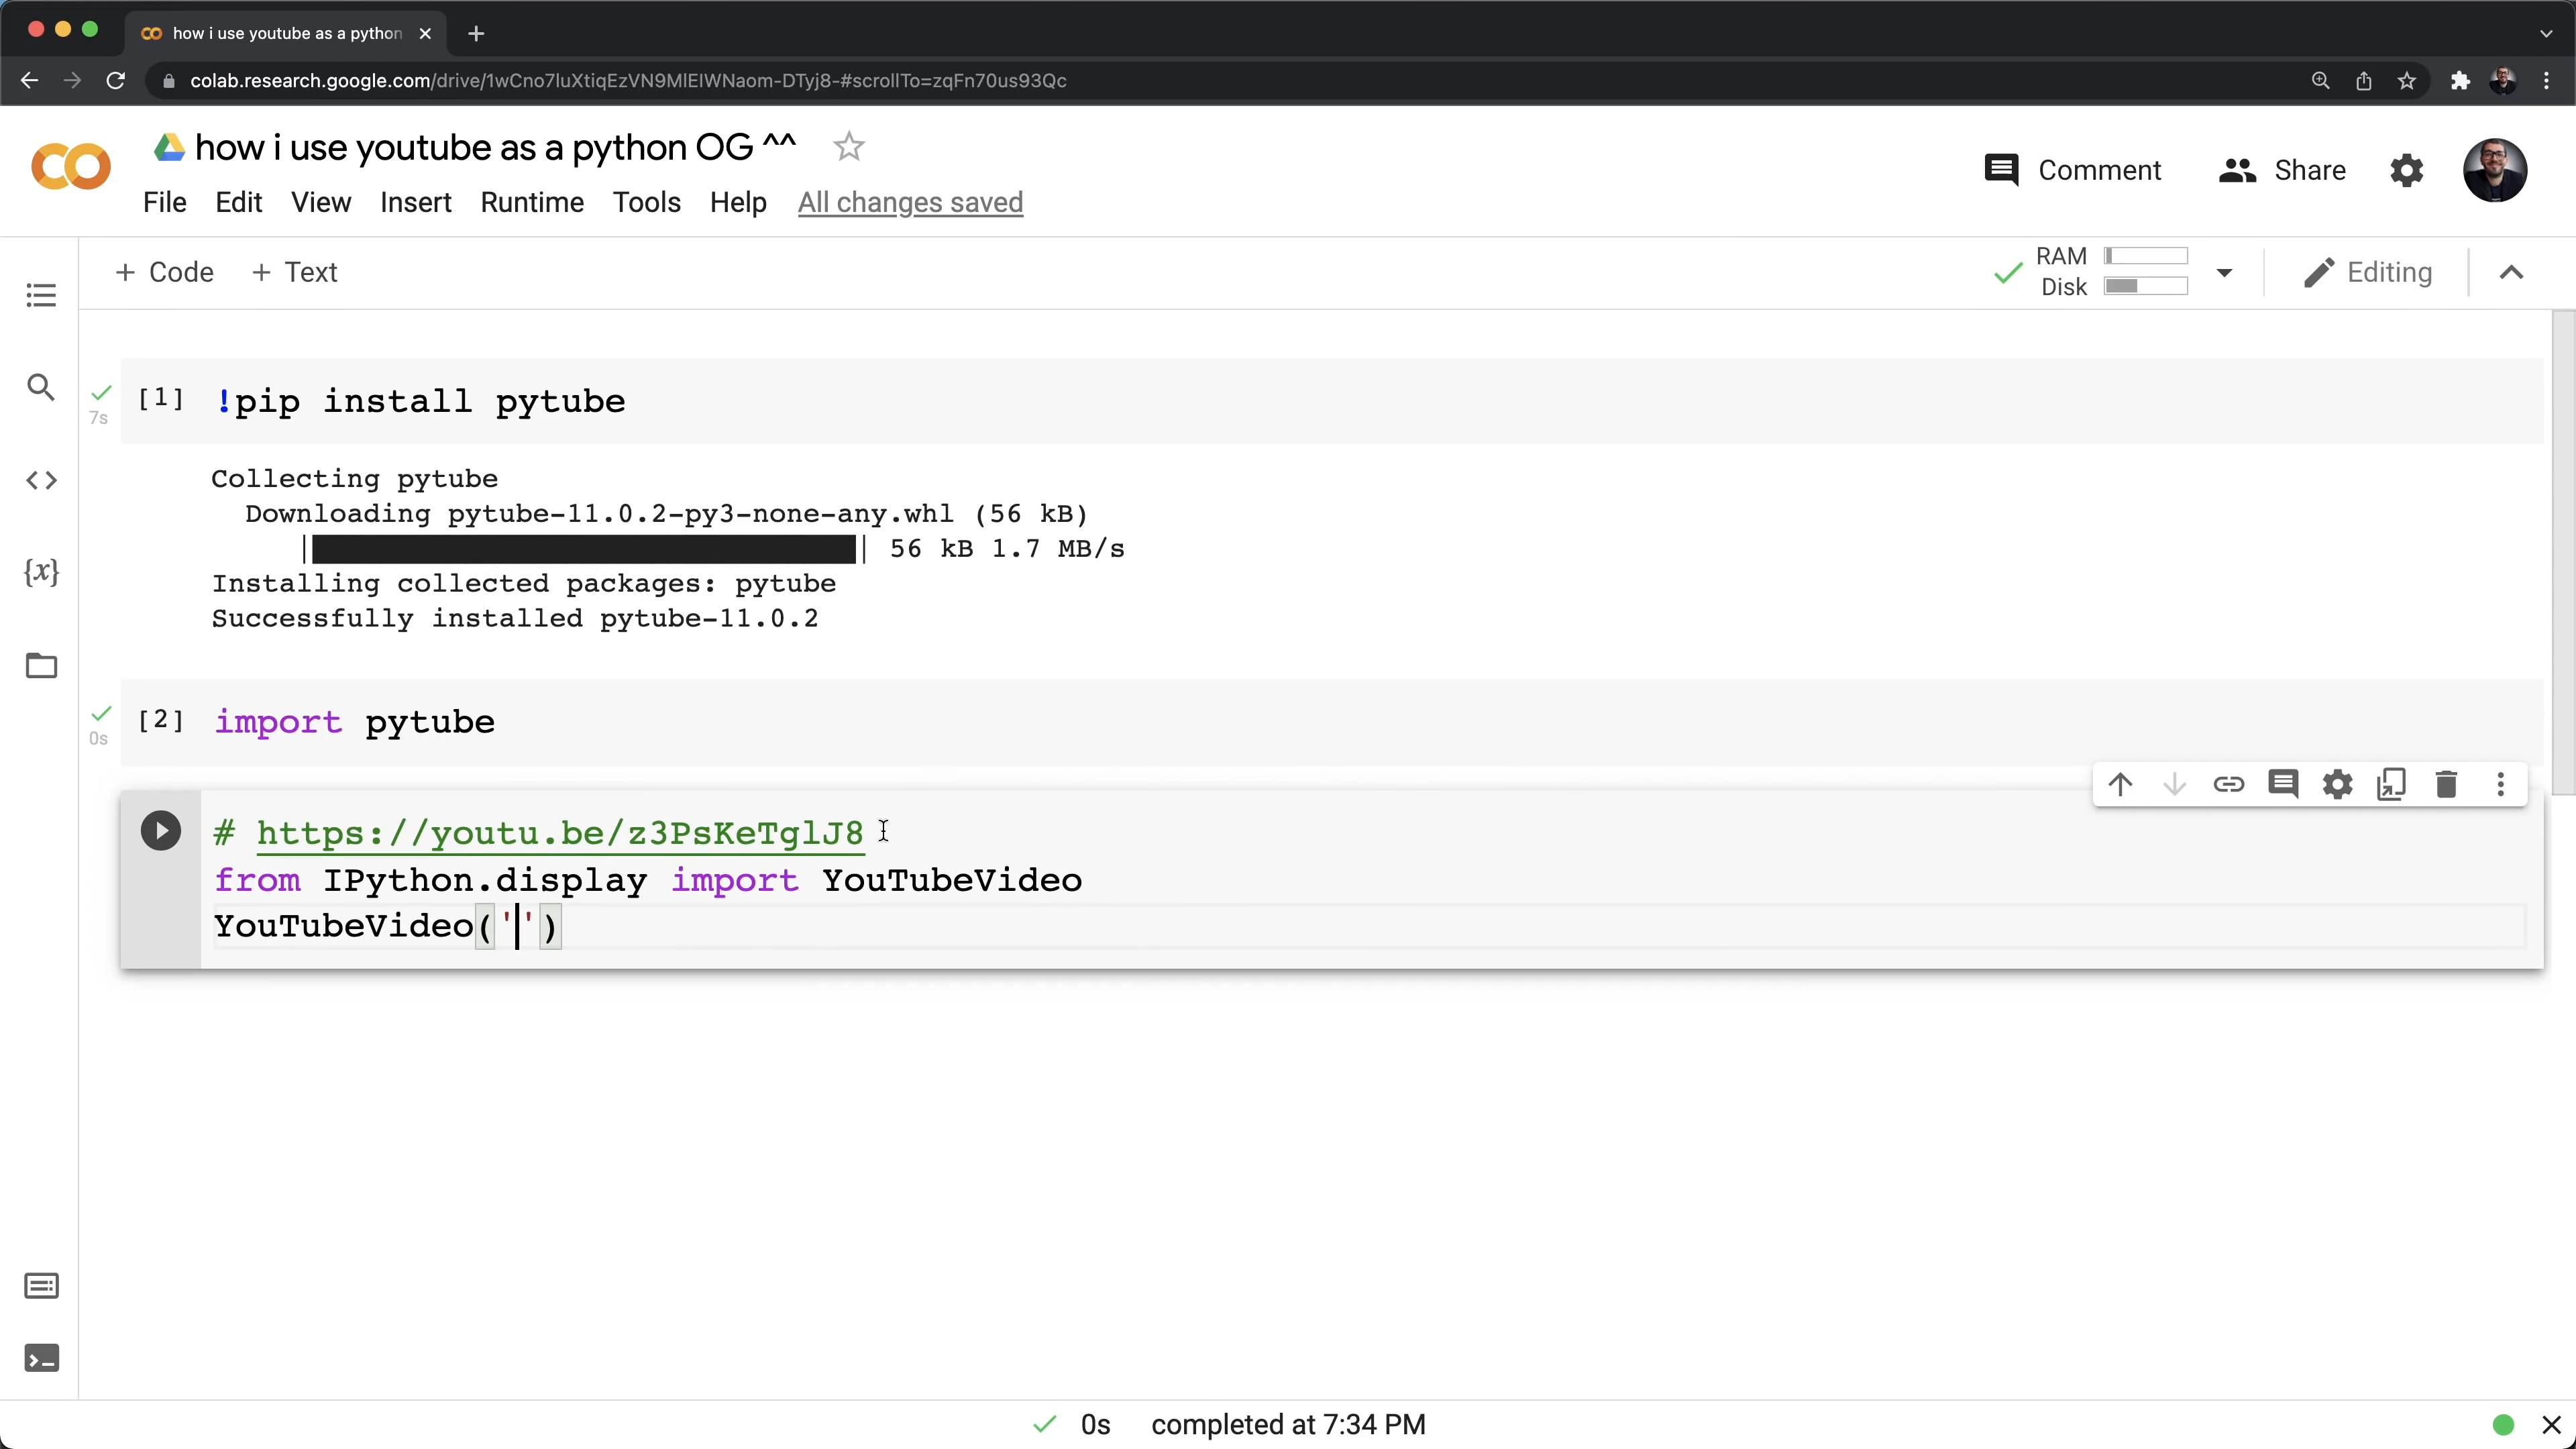 how i use youtube as a python
colab.research.google.com/drive/1wCno7luXtiqEzVN9MlElWNaom-DTyj8-#scrollTo=zqFn70us93Qc
how i use youtube as a python OG ^^
File Edit View Insert Runtime Tools Help All changes saved
Comment Share
+ Code + Text
RAM
Disk
Editing
[1] !pip install pytube
7s
Collecting pytube
Downloading pytube-11.0.2-py3-none-any.whl (56 kB)
|████████████████████████████████| 56 kB 1.7 MB/s
Installing collected packages: pytube
Successfully installed pytube-11.0.2
[2] import pytube
0s
# https://youtu.be/z3PsKeTglJ8
from IPython.display import YouTubeVideo
YouTubeVideo('')
{x}
0s completed at 7:34 PM